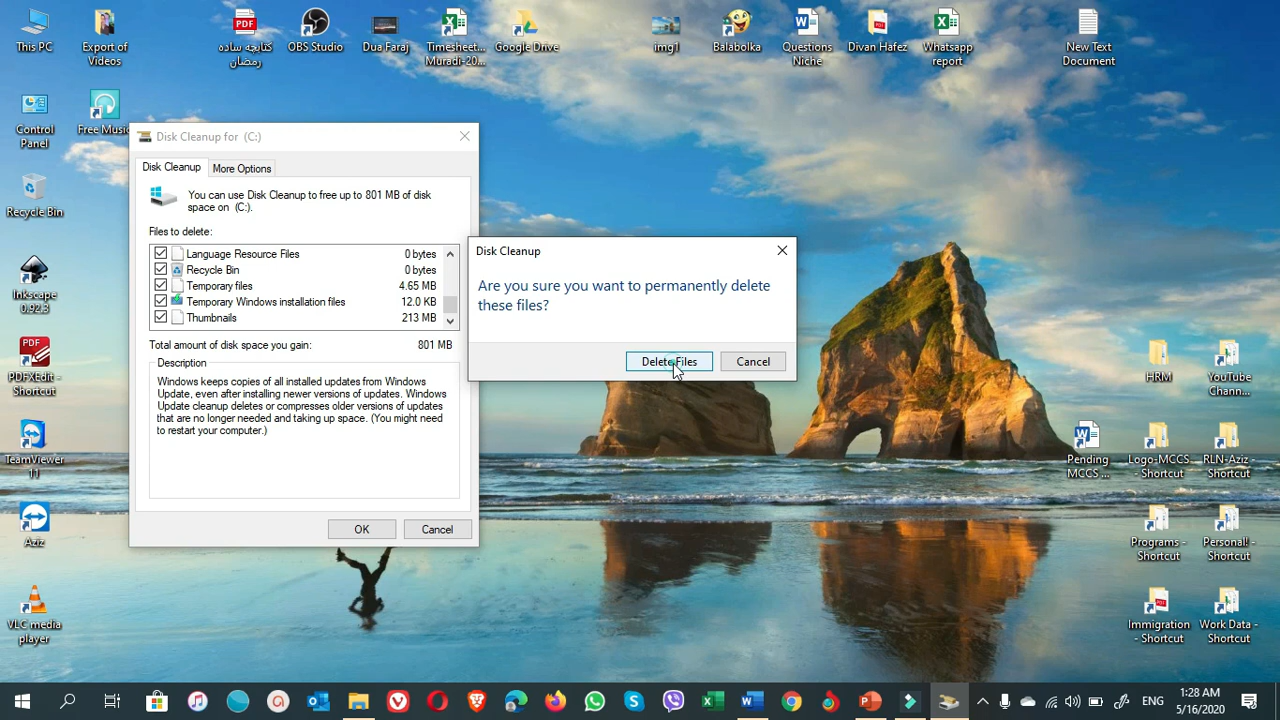 This PC
Export of
Videos
كتابچه ساده
رمضان
OBS Studio
Dua Faraj
Timesheet...
Muradi-20...
Google Drive
img1
Balabolka
Questions
Niche
Divan Hafez
Whatsapp
report
New Text
Document
Control
Panel
Free Music
Recycle Bin
Inkscape
0.92.3
PDFXEdit -
Shortcut
TeamViewer
11
Aziz
VLC media
player
Disk Cleanup for (C:)
Disk Cleanup
More Options
You can use Disk Cleanup to free up to 801 MB of disk
space on (C:).
Files to delete:
Language Resource Files 0 bytes
Recycle Bin 0 bytes
Temporary files 4.65 MB
Temporary Windows installation files 12.0 KB
Thumbnails 213 MB
Total amount of disk space you gain: 801 MB
Description
Windows keeps copies of all installed updates from Windows
Update, even after installing newer versions of updates. Windows
Update cleanup deletes or compresses older versions of updates
that are no longer needed and taking up space. (You might need
to restart your computer.)
OK
Cancel
Disk Cleanup
Are you sure you want to permanently delete
these files?
Delete Files
Cancel
HRM
YouTube
Chann...
Pending
MCCS ...
Logo-MCCS
- Shortcut
RLN-Aziz -
Shortcut
Programs -
Shortcut
Personal! -
Shortcut
Immigration
- Shortcut
Work Data -
Shortcut
ENG
1:28 AM
5/16/2020